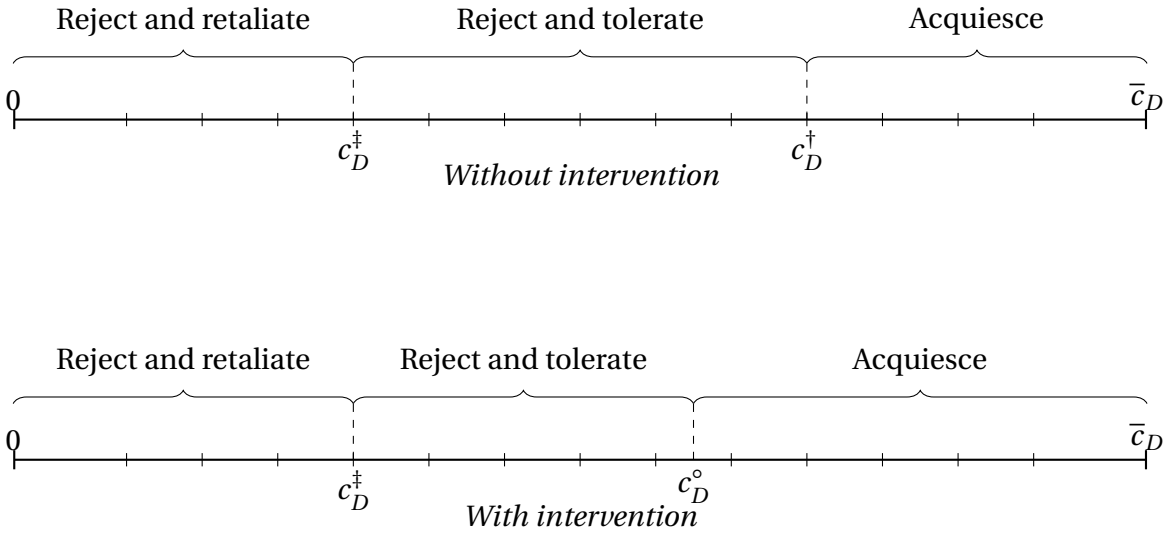 Reject and retaliate Reject and tolerate Acquiesce
0 c̅_D
c_D^‡ c_D^†
Without intervention
Reject and retaliate Reject and tolerate Acquiesce
0 c̅_D
c_D^‡ c_D^∘
With intervention